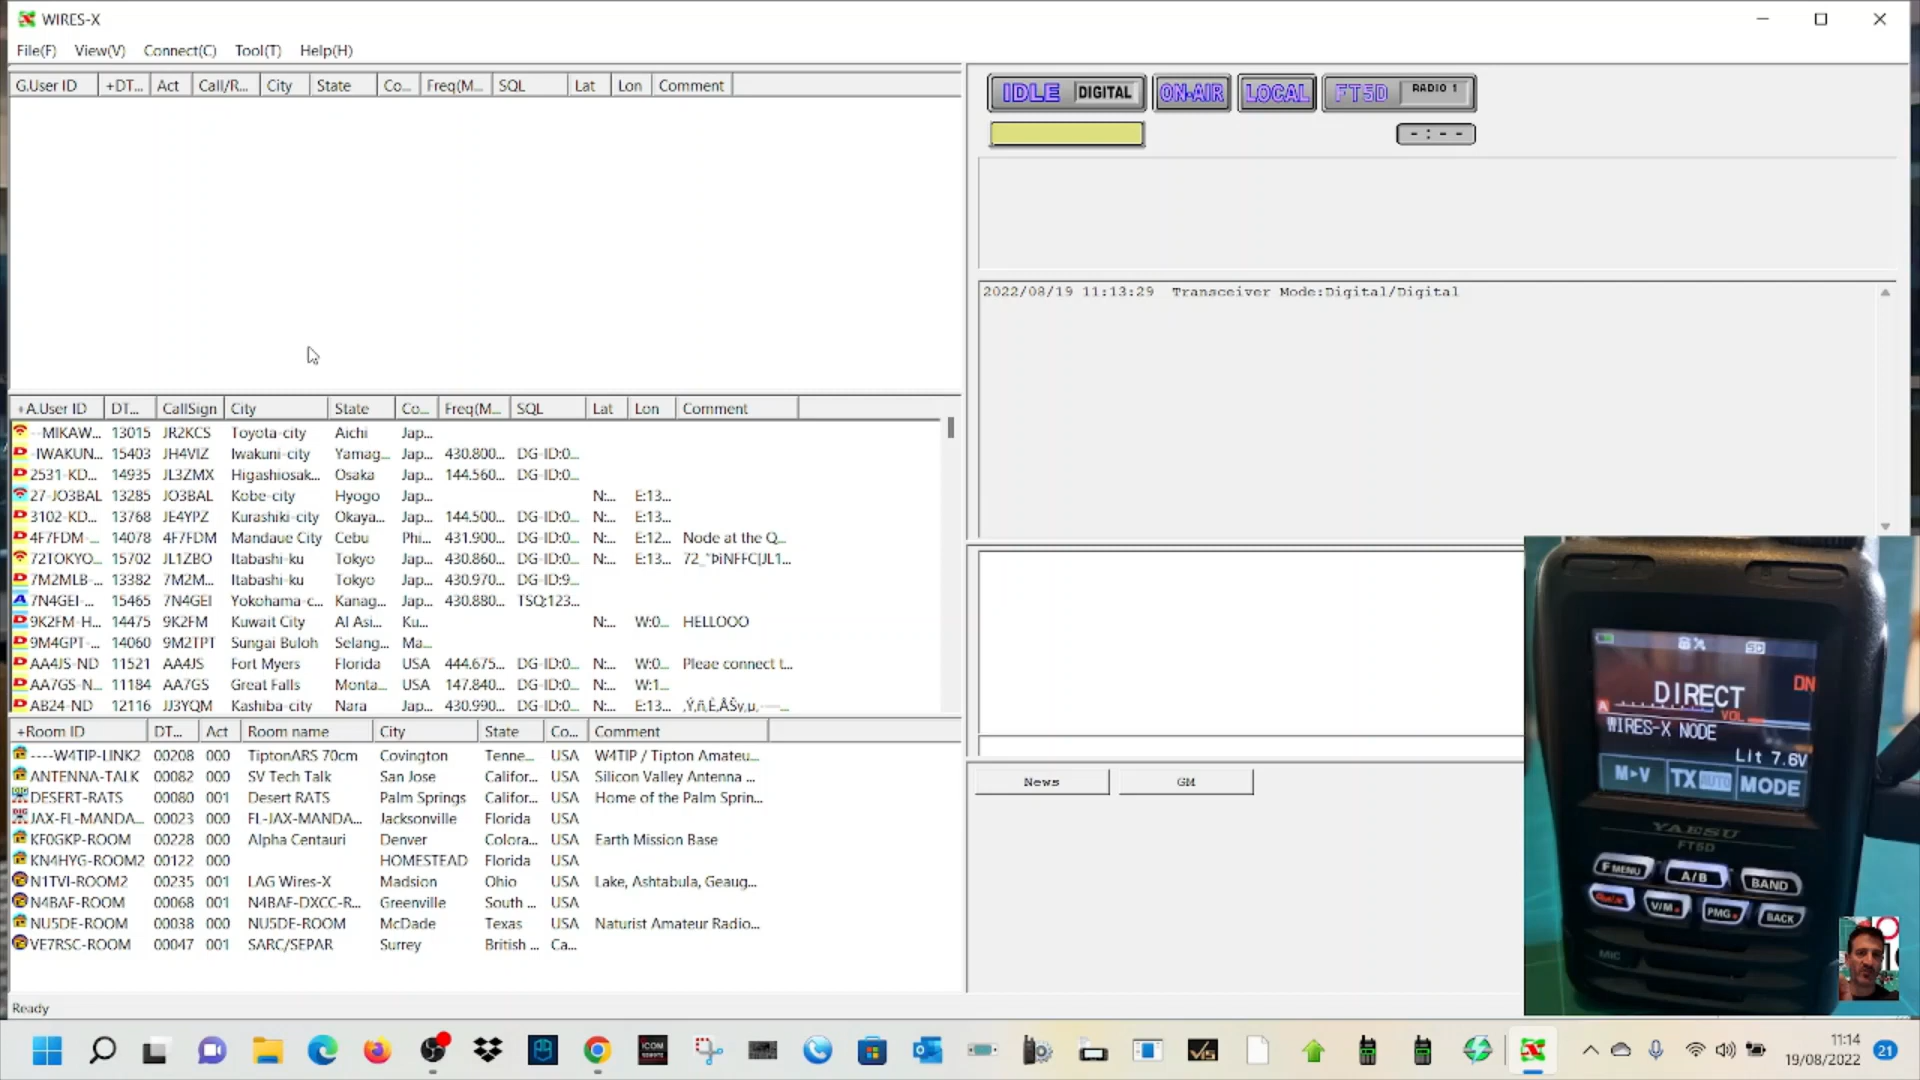 WIRES-X
File(F) View(V) Connect(C) Tool(T) Help(H)
G.User ID +DT... Act Call/R... City State Co... Freq(M... SQL Lat Lon Comment
IDLE DIGITAL ON-AIR LOCAL FT5D RADIO 1
- : - -
2022/08/19 11:13:29 Transceiver Mode:Digital/Digital
+A.User ID DT... CallSign City State Co... Freq(M... SQL Lat Lon Comment
--MIKAW... 13015 JR2KCS Toyota-city Aichi Jap...
-IWAKUN... 15403 JH4VIZ Iwakuni-city Yamag... Jap... 430.800... DG-ID:0...
2531-KD... 14935 JL3ZMX Higashiosak... Osaka Jap... 144.560... DG-ID:0...
27-JO3BAL 13285 JO3BAL Kobe-city Hyogo Jap... N:... E:13...
3102-KD... 13768 JE4YPZ Kurashiki-city Okaya... Jap... 144.500... DG-ID:0... N:... E:13...
4F7FDM-... 14078 4F7FDM Mandaue City Cebu Phi... 431.900... DG-ID:0... N:... E:12... Node at the Q...
72TOKYO... 15702 JL1ZBO Itabashi-ku Tokyo Jap... 430.860... DG-ID:0... N:... E:13...
7M2MLB-... 13382 7M2M... Itabashi-ku Tokyo Jap... 430.970... DG-ID:9...
7N4GEI-... 15465 7N4GEI Yokohama-c... Kanag... Jap... 430.880... TSQ:123...
9K2FM-H... 14475 9K2FM Kuwait City Al Asi... Ku... N:... W:0... HELLOOO
9M4GPT-... 14060 9M2TPT Sungai Buloh Selang... Ma...
AA4JS-ND 11521 AA4JS Fort Myers Florida USA 444.675... DG-ID:0... N:... W:0... Pleae connect t...
AA7GS-N... 11184 AA7GS Great Falls Monta... USA 147.840... DG-ID:0... N:... W:1...
AB24-ND 12116 JJ3YQM Kashiba-city Nara Jap... 430.990... DG-ID:0... N:... E:13...
+Room ID DT... Act Room name City State Co... Comment
----W4TIP-LINK2 00208 000 TiptonARS 70cm Covington Tenne... USA W4TIP / Tipton Amateu...
ANTENNA-TALK 00082 000 SV Tech Talk San Jose Califor... USA Silicon Valley Antenna ...
DESERT-RATS 00080 001 Desert RATS Palm Springs Califor... USA Home of the Palm Sprin...
JAX-FL-MANDA... 00023 000 FL-JAX-MANDA... Jacksonville Florida USA
KF0GKP-ROOM 00228 000 Alpha Centauri Denver Colora... USA Earth Mission Base
KN4HYG-ROOM2 00122 000 HOMESTEAD Florida USA
N1TVI-ROOM2 00235 001 LAG Wires-X Madsion Ohio USA Lake, Ashtabula, Geaug...
N4BAF-ROOM 00068 001 N4BAF-DXCC-R... Greenville South ... USA
NU5DE-ROOM 00038 000 NU5DE-ROOM McDade Texas USA Naturist Amateur Radio...
VE7RSC-ROOM 00047 001 SARC/SEPAR Surrey British ... Ca...
News GM
DN
DIRECT
A
VOL
WIRES-X NODE
Lit 7.6V
M▸V TX AUTO MODE
YAESU
FT5D
F MENU A/B BAND
V/M PMG BACK
MIC
Ready
ICOM
11:14
19/08/2022
21